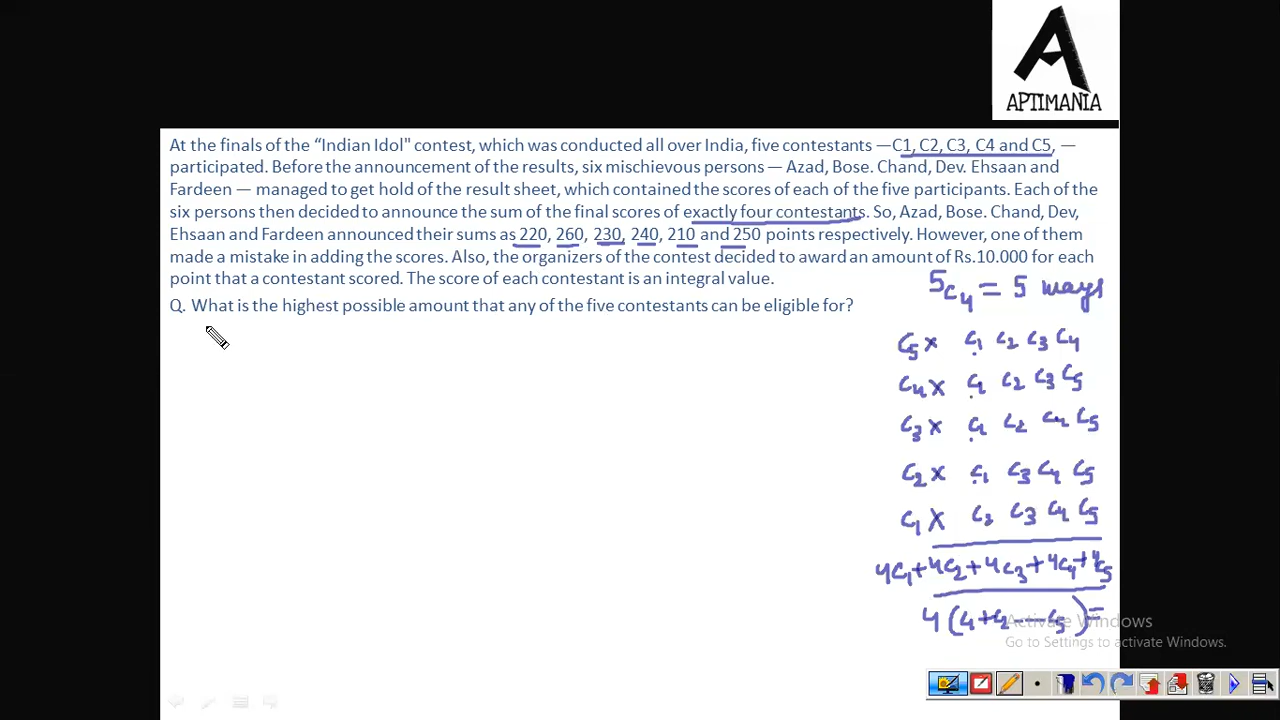 APTIMANIA
At the finals of the “Indian Idol" contest, which was conducted all over India, five contestants —C1, C2, C3, C4 and C5, —
participated. Before the announcement of the results, six mischievous persons — Azad, Bose. Chand, Dev. Ehsaan and
Fardeen — managed to get hold of the result sheet, which contained the scores of each of the five participants. Each of the
six persons then decided to announce the sum of the final scores of exactly four contestants. So, Azad, Bose. Chand, Dev,
Ehsaan and Fardeen announced their sums as 220, 260, 230, 240, 210 and 250 points respectively. However, one of them
made a mistake in adding the scores. Also, the organizers of the contest decided to award an amount of Rs.10.000 for each
point that a contestant scored. The score of each contestant is an integral value.
Q. What is the highest possible amount that any of the five contestants can be eligible for?
5C4 = 5 ways
C5 × C1 C2 C3 C4
C4 × C1 C2 C3 C5
C3 × C1 C2 C4 C5
C2 × C1 C3 C4 C5
C1 × C2 C3 C4 C5
4C1+4C2+4C3+4C4+4C5
4(C1+C2--C5)=
Activate Windows
Go to Settings to activate Windows.